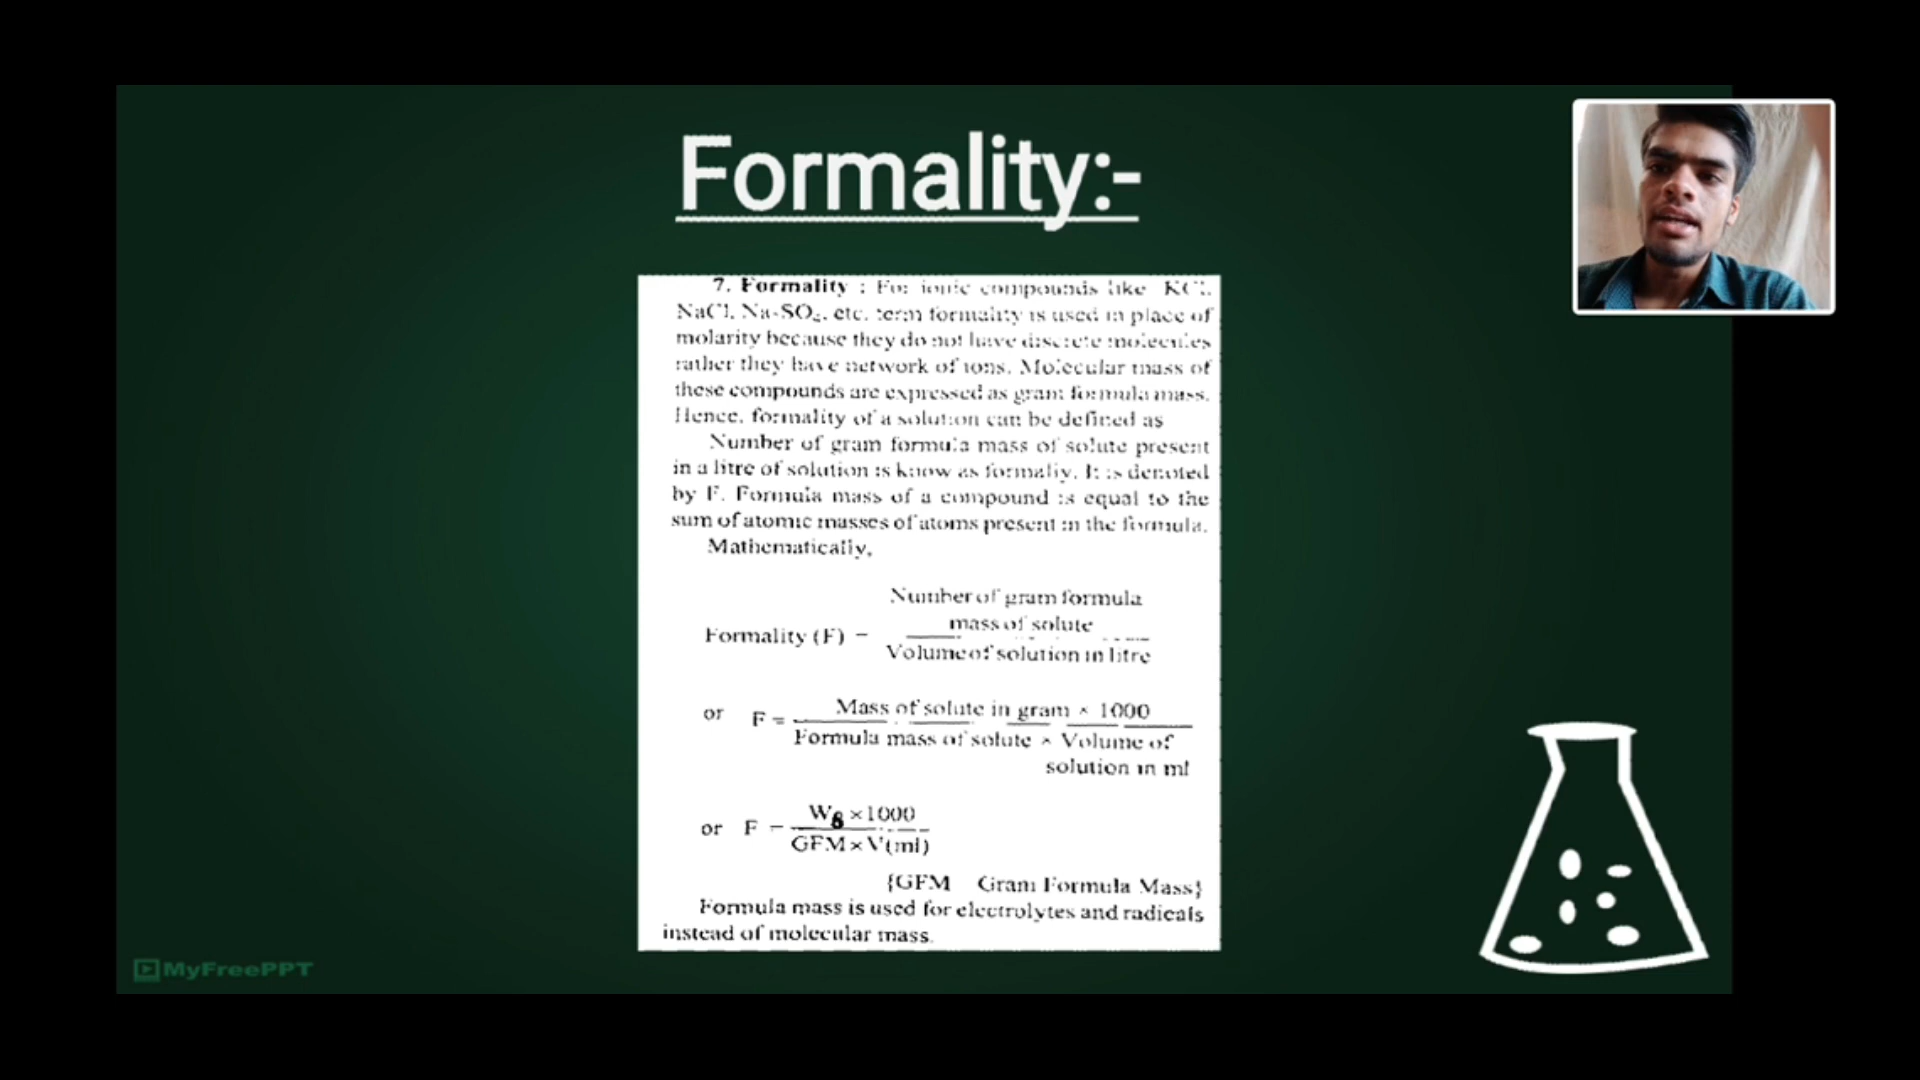 Formality:-
7. Formality : For ionic compounds like KCl,
NaCl, Na₂SO₄, etc. term formality is used in place of
molarity because they do not have discrete molecules
rather they have network of ions. Molecular mass of
these compounds are expressed as gram formula mass.
Hence, formality of a solution can be defined as
Number of gram formula mass of solute present
in a litre of solution is know as formaliy. It is denoted
by F. Formula mass of a compound is equal to the
sum of atomic masses of atoms present in the formula.
Mathematically,
Number of gram formula
mass of solute
Formality (F) =
Volume of solution in litre
Mass of solute in gram × 1000
or F =
Formula mass of solute × Volume of
solution in ml
W × 1000
or F =
GFM × V(ml)
{GFM Gram Formula Mass}
Formula mass is used for electrolytes and radicals
instead of molecular mass.
MyFreePPT